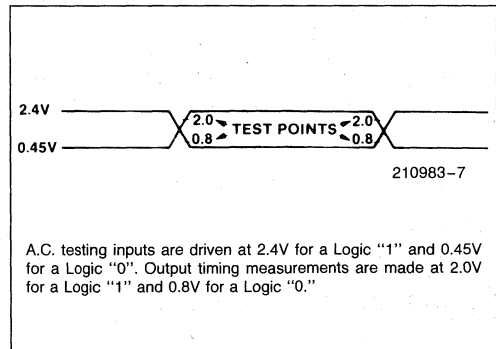 2.4V
2.0 TEST POINTS 2.0
0.8 0.8
0.45V
210983–7
A.C. testing inputs are driven at 2.4V for a Logic "1" and 0.45V
for a Logic "0". Output timing measurements are made at 2.0V
for a Logic "1" and 0.8V for a Logic "0."